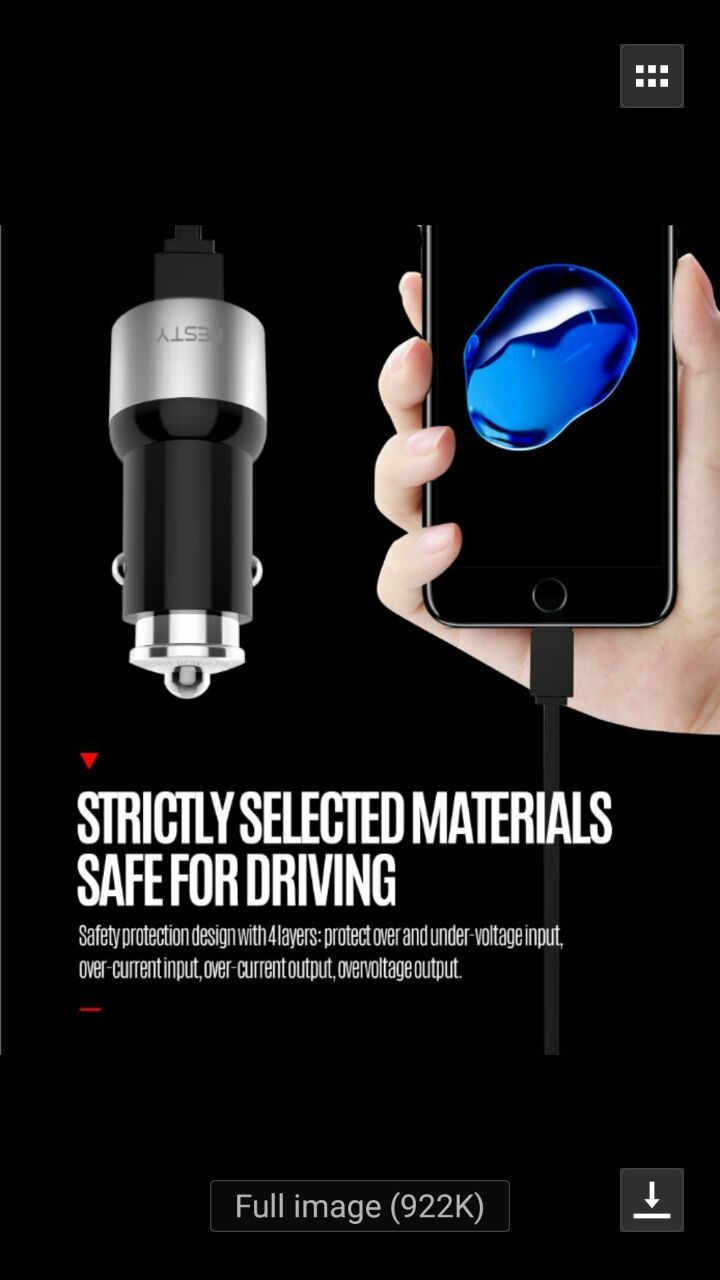 STRICTLY SELECTED MATERIALS
SAFE FOR DRIVING
Safety protection design with 4 layers: protect over and under-voltage input,
over-current input, over-current output, overvoltage output.
Full image (922K)